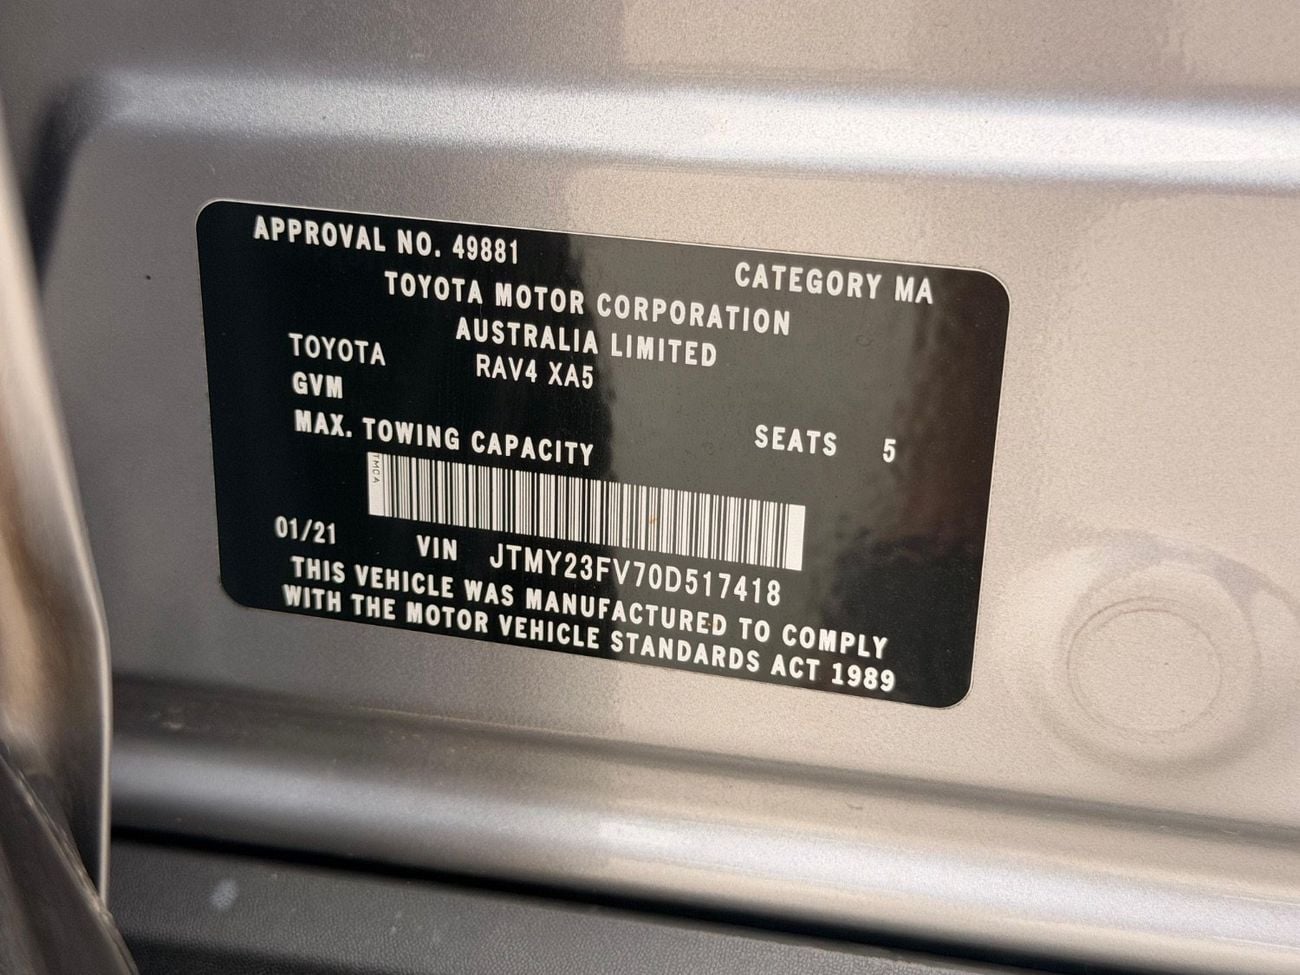 APPROVAL NO. 49881
CATEGORY MA
TOYOTA MOTOR CORPORATION
AUSTRALIA LIMITED
TOYOTA RAV4 XA5
GVM
MAX. TOWING CAPACITY SEATS 5
TMCA
01/21 VIN JTMY23FV70D517418
THIS VEHICLE WAS MANUFACTURED TO COMPLY
WITH THE MOTOR VEHICLE STANDARDS ACT 1989